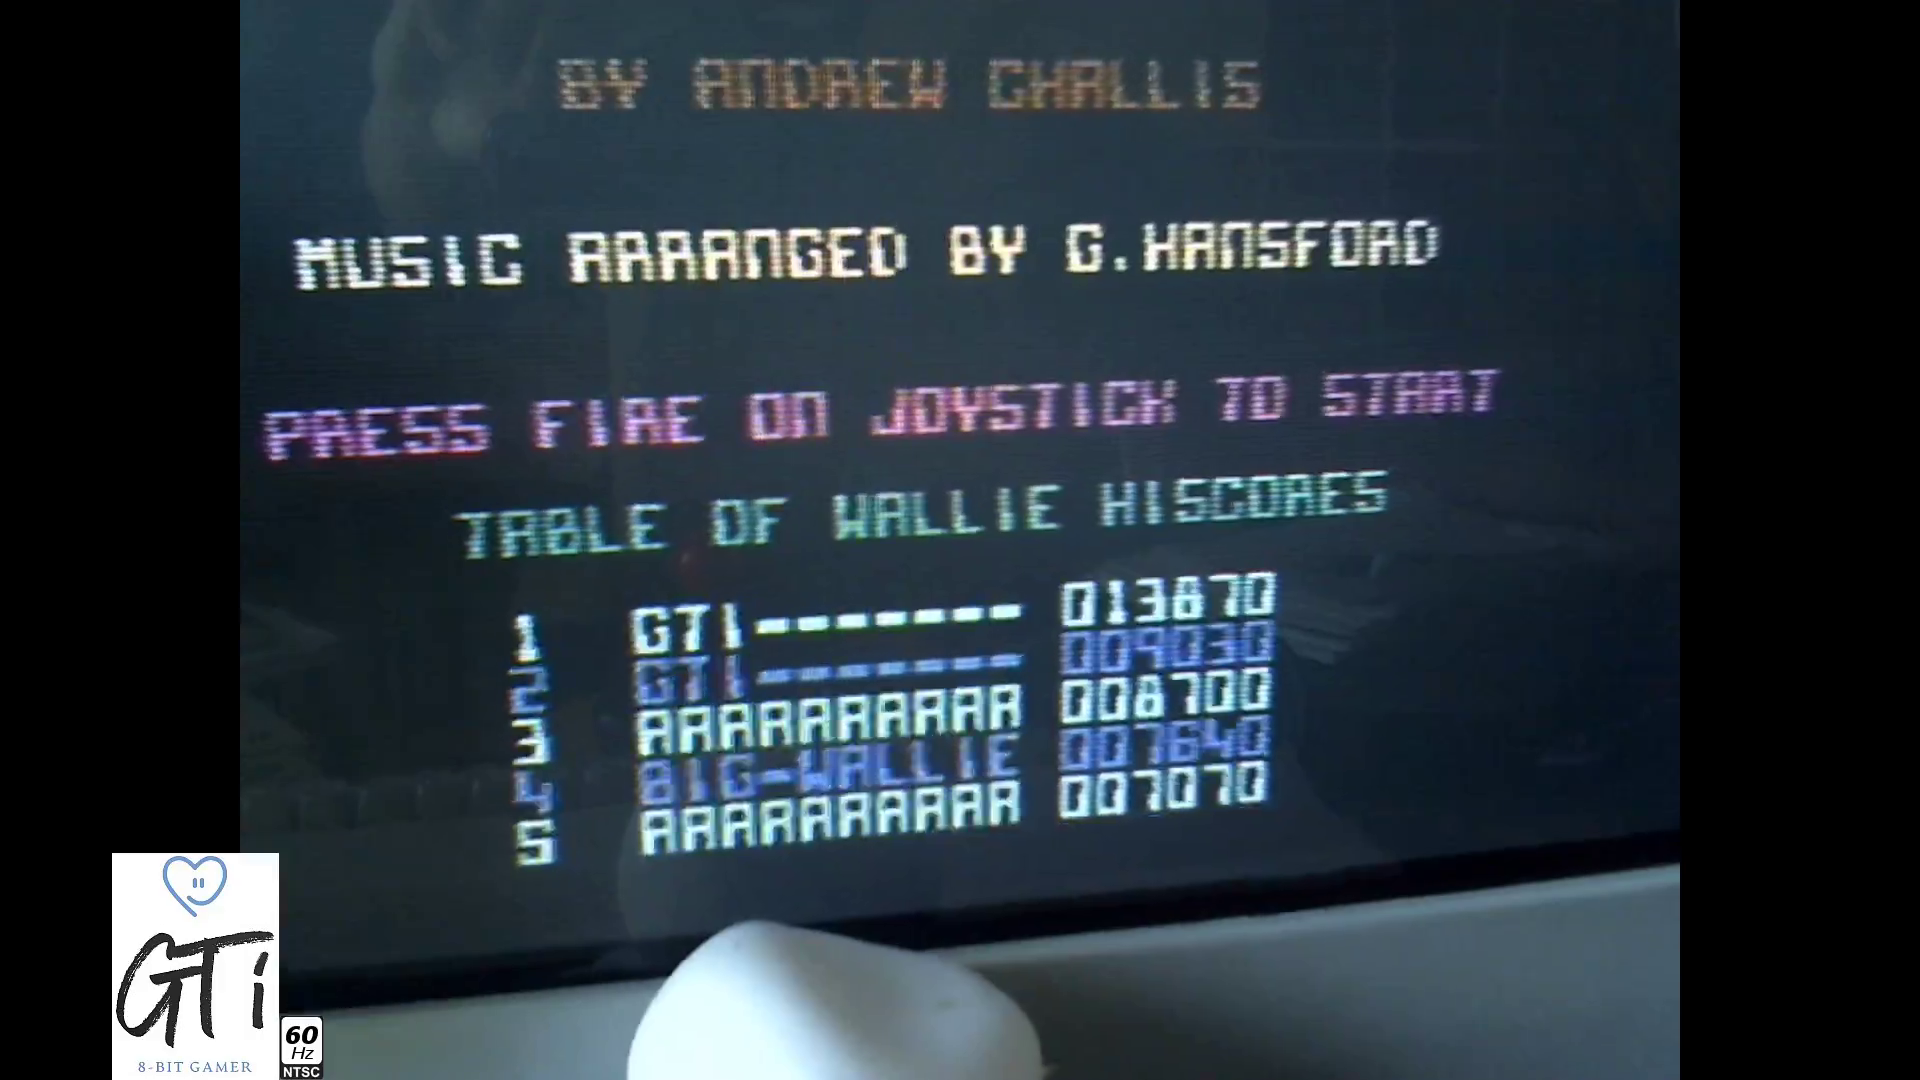 BY ANDREW CHALLIS
MUSIC ARRANGED BY G.HANSFORD
PRESS FIRE ON JOYSTICK TO START
TABLE OF WALLIE HISCORES
1 GTI------- 013870
2 GTI------- 009030
3 AAAAAAAAAA 008700
4 BIG-WALLIE 007640
5 AAAAAAAAAA 007070
GTi
8-BIT GAMER
60
Hz
NTSC